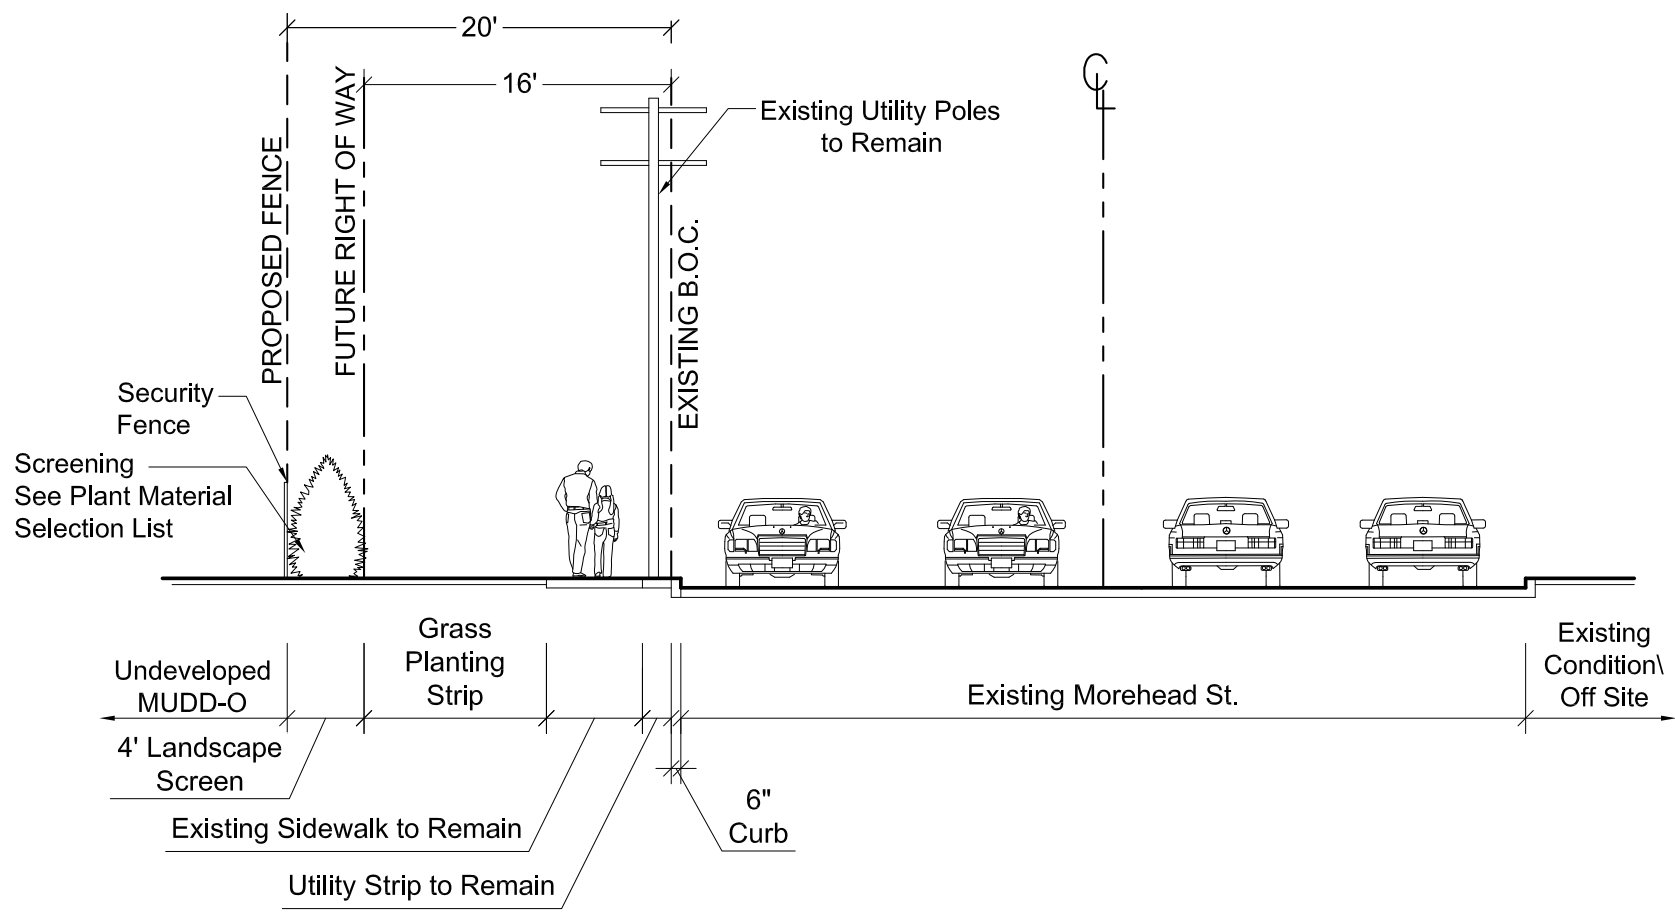 20'
16'
℄
PROPOSED FENCE
FUTURE RIGHT OF WAY
Existing Utility Poles
to Remain
EXISTING B.O.C.
Security
Fence
Screening
See Plant Material
Selection List
Undeveloped
MUDD-O
Grass
Planting
Strip
Existing Morehead St.
Existing
Condition\
Off Site
4' Landscape
Screen
Existing Sidewalk to Remain
Utility Strip to Remain
6"
Curb